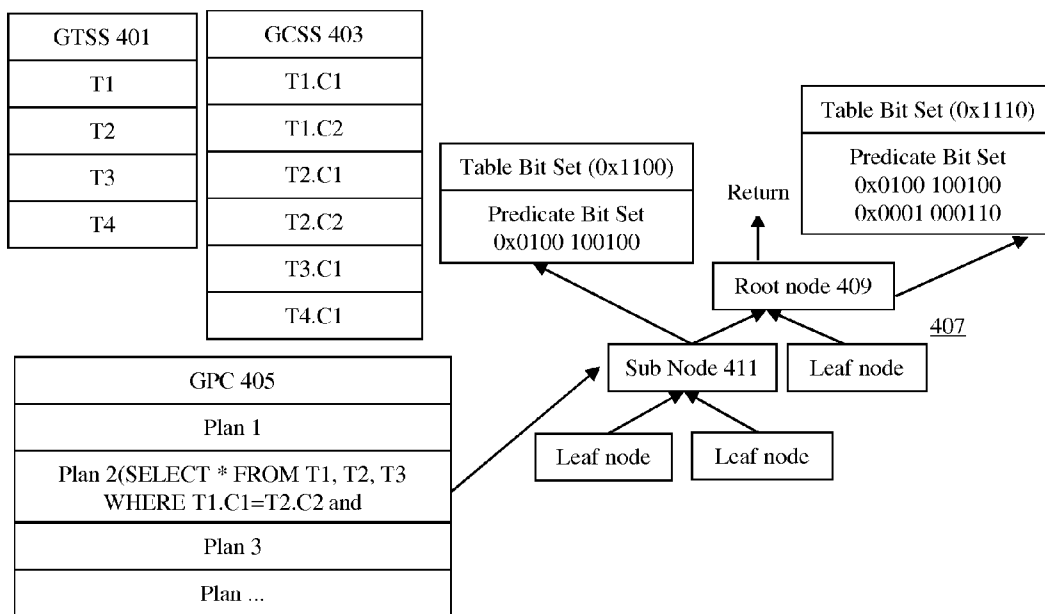 GTSS 401
T1
T2
T3
T4
GCSS 403
T1.C1
T1.C2
T2.C1
T2.C2
T3.C1
T4.C1
Table Bit Set (0x1100)
Predicate Bit Set
0x0100 100100
Table Bit Set (0x1110)
Predicate Bit Set
0x0100 100100
0x0001 000110
Return
Root node 409
407
Sub Node 411
Leaf node
Leaf node
Leaf node
GPC 405
Plan 1
Plan 2(SELECT * FROM T1, T2, T3
WHERE T1.C1=T2.C2 and
Plan 3
Plan ...